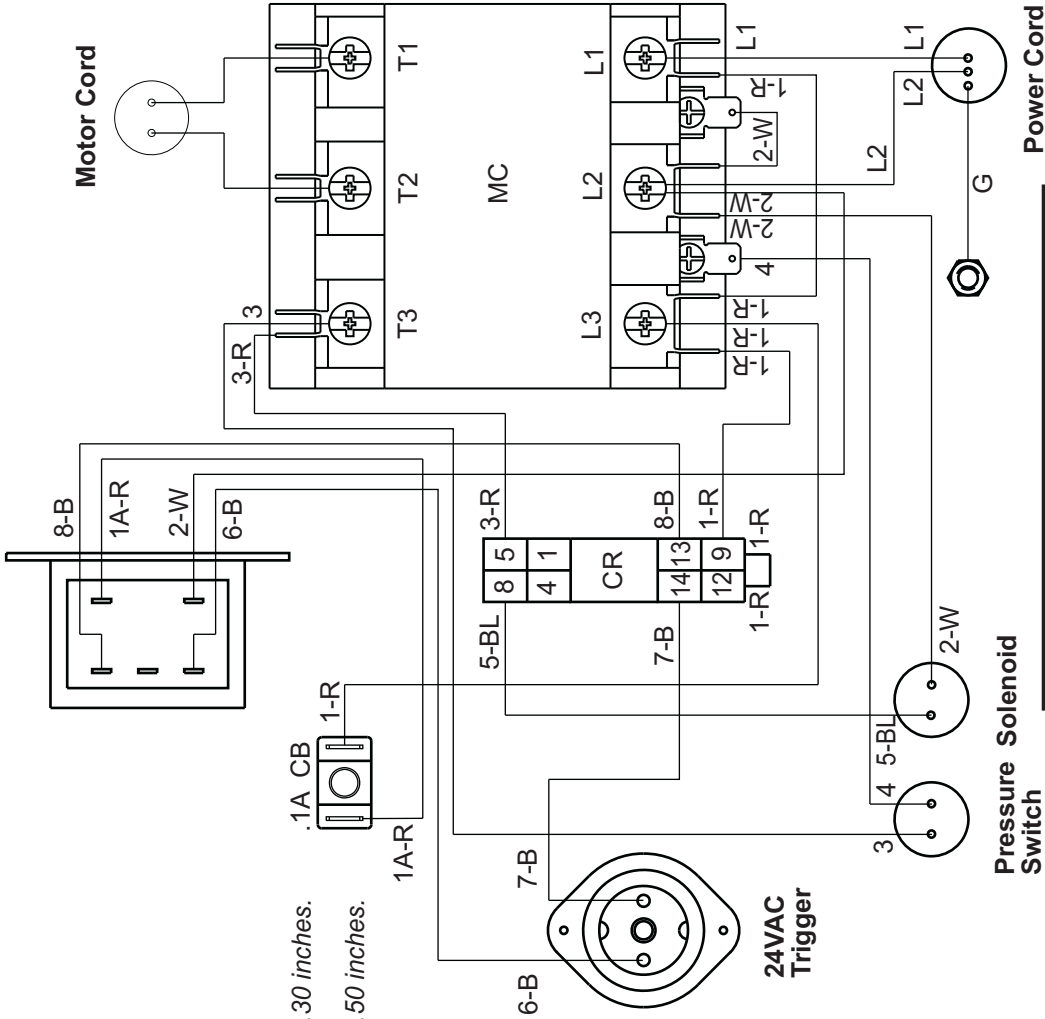 Motor Cord
T1
T2
T3
MC
L1
L2
L3
3
3-R
L1
1-R
2-W
2-W
2-W
4
1-R
1-R
1-R
L1
L2
L2
G
Power Cord
8-B
1A-R
2-W
6-B
3-R
8-B
1-R
8 5
4 1
CR
14 13
12 9
1-R
1-R
5-BL
7-B
.1A CB
1-R
1A-R
.30 inches.
.50 inches.
6-B
7-B
24VAC
Trigger
3
4
5-BL
2-W
Pressure
Switch
Solenoid